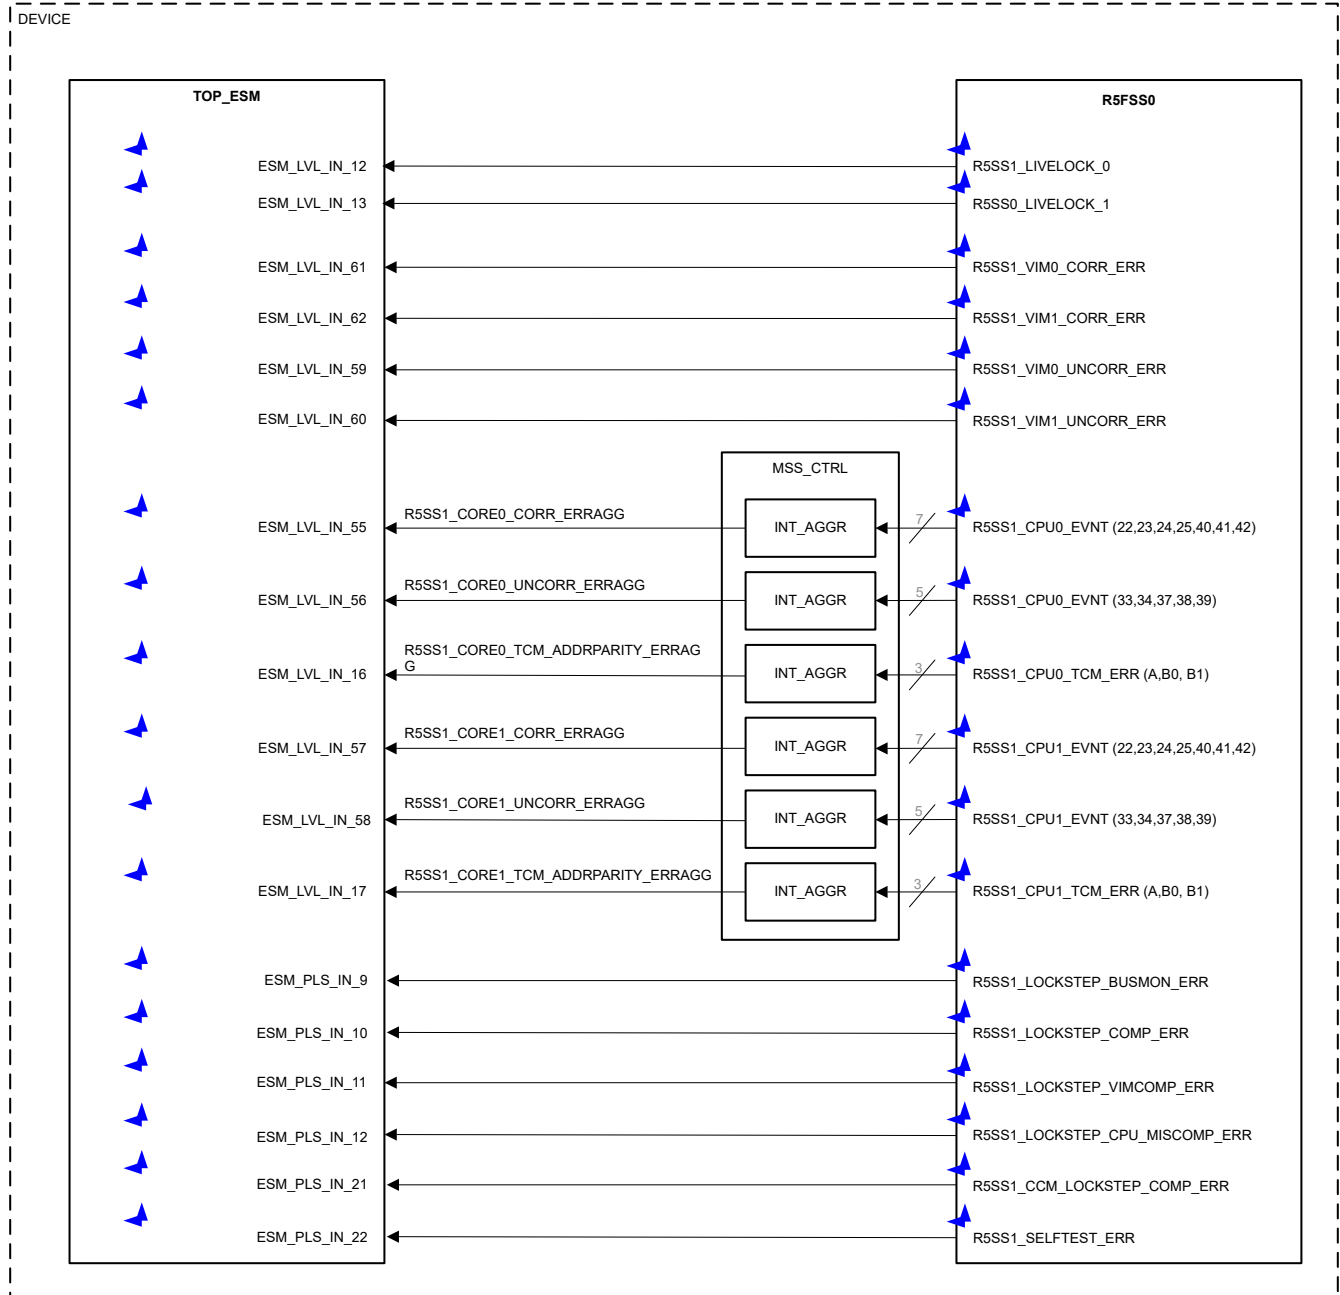 DEVICE
TOP_ESM
R5FSS0
ESM_LVL_IN_12
R5SS1_LIVELOCK_0
ESM_LVL_IN_13
R5SS0_LIVELOCK_1
ESM_LVL_IN_61
R5SS1_VIM0_CORR_ERR
ESM_LVL_IN_62
R5SS1_VIM1_CORR_ERR
ESM_LVL_IN_59
R5SS1_VIM0_UNCORR_ERR
ESM_LVL_IN_60
R5SS1_VIM1_UNCORR_ERR
MSS_CTRL
ESM_LVL_IN_55
R5SS1_CORE0_CORR_ERRAGG
INT_AGGR
7
R5SS1_CPU0_EVNT (22,23,24,25,40,41,42)
ESM_LVL_IN_56
R5SS1_CORE0_UNCORR_ERRAGG
INT_AGGR
5
R5SS1_CPU0_EVNT (33,34,37,38,39)
ESM_LVL_IN_16
R5SS1_CORE0_TCM_ADDRPARITY_ERRAG
G
INT_AGGR
3
R5SS1_CPU0_TCM_ERR (A,B0, B1)
ESM_LVL_IN_57
R5SS1_CORE1_CORR_ERRAGG
INT_AGGR
7
R5SS1_CPU1_EVNT (22,23,24,25,40,41,42)
ESM_LVL_IN_58
R5SS1_CORE1_UNCORR_ERRAGG
INT_AGGR
5
R5SS1_CPU1_EVNT (33,34,37,38,39)
ESM_LVL_IN_17
R5SS1_CORE1_TCM_ADDRPARITY_ERRAGG
INT_AGGR
3
R5SS1_CPU1_TCM_ERR (A,B0, B1)
ESM_PLS_IN_9
R5SS1_LOCKSTEP_BUSMON_ERR
ESM_PLS_IN_10
R5SS1_LOCKSTEP_COMP_ERR
ESM_PLS_IN_11
R5SS1_LOCKSTEP_VIMCOMP_ERR
ESM_PLS_IN_12
R5SS1_LOCKSTEP_CPU_MISCOMP_ERR
ESM_PLS_IN_21
R5SS1_CCM_LOCKSTEP_COMP_ERR
ESM_PLS_IN_22
R5SS1_SELFTEST_ERR